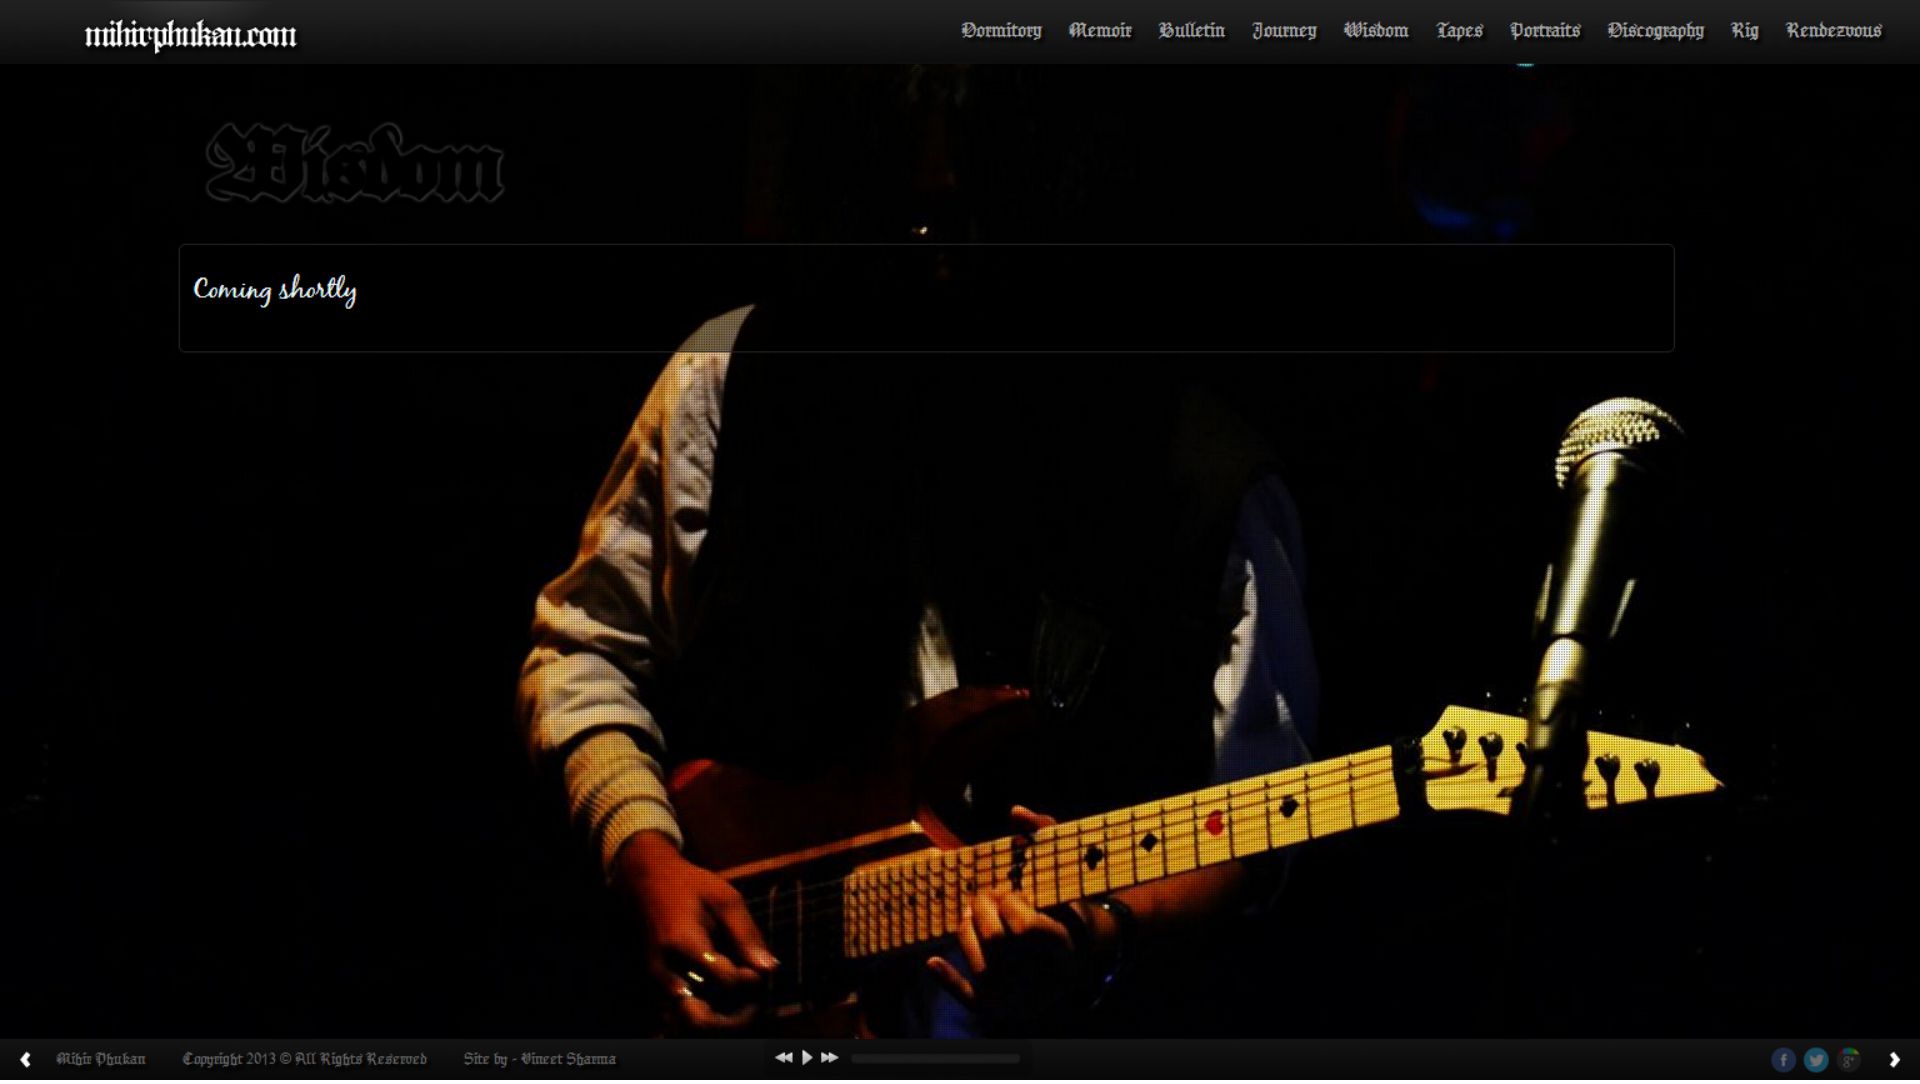 mihirphukan.com
Dormitory Memoir Bulletin Journey Wisdom Tapes Portraits Discography Rig Rendezvous
Wisdom
Coming shortly
Mihir Phukan Copyright 2013 © All Rights Reserved Site by - Vineet Sharma